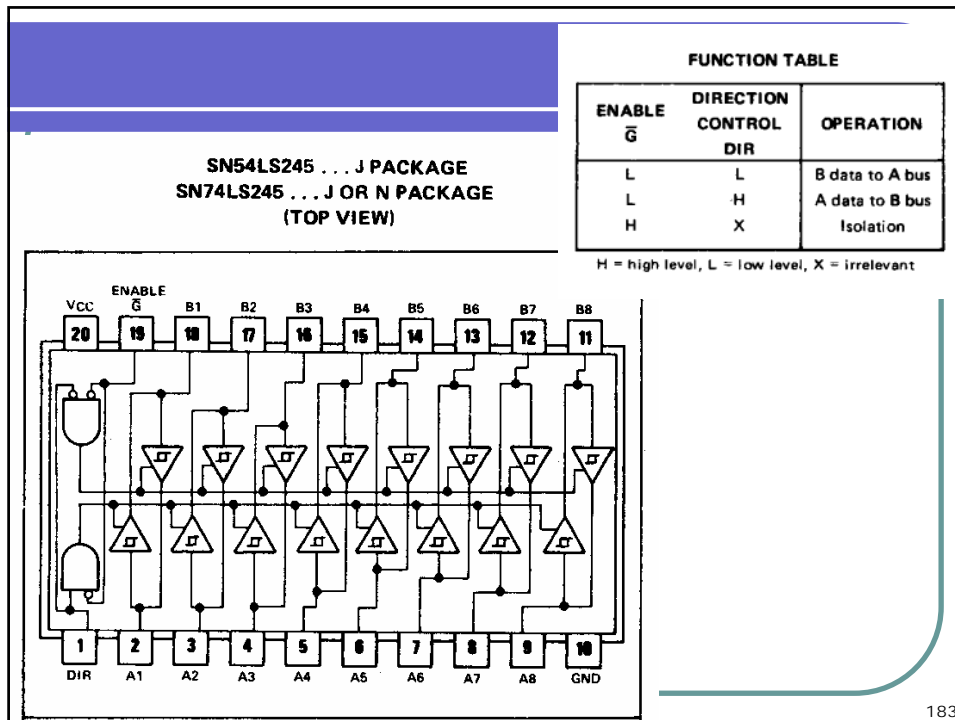 FUNCTION TABLE
ENABLE G̅ DIRECTION CONTROL DIR OPERATION
L L B data to A bus
L H A data to B bus
H X Isolation
H = high level, L = low level, X = irrelevant
SN54LS245 . . . J PACKAGE
SN74LS245 . . . J OR N PACKAGE
(TOP VIEW)
VCC ENABLE G̅ B1 B2 B3 B4 B5 B6 B7 B8
20 19 18 17 16 15 14 13 12 11
1 2 3 4 5 6 7 8 9 10
DIR A1 A2 A3 A4 A5 A6 A7 A8 GND
183